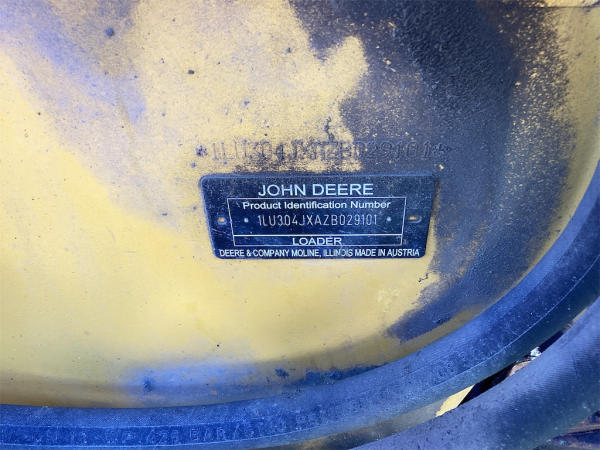 JOHN DEERE
Product Identification Number
* 1LU304JXAZB029101 *
LOADER
DEERE & COMPANY MOLINE, ILLINOIS MADE IN AUSTRIA